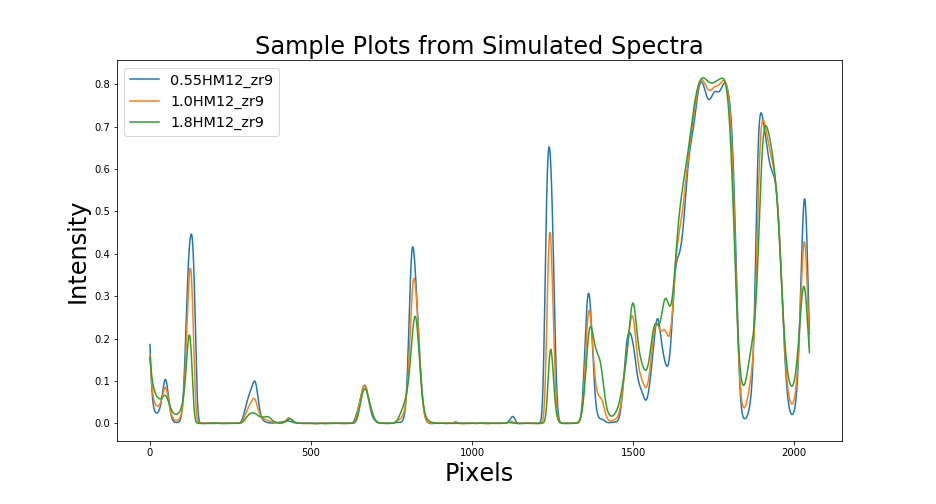 Sample Plots from Simulated Spectra
0.55HM12_zr9
1.0HM12_zr9
1.8HM12_zr9
0.8
0.7
0.6
0.5
0.4
0.3
0.2
0.1
0.0
Intensity
0 500 1000 1500 2000
Pixels